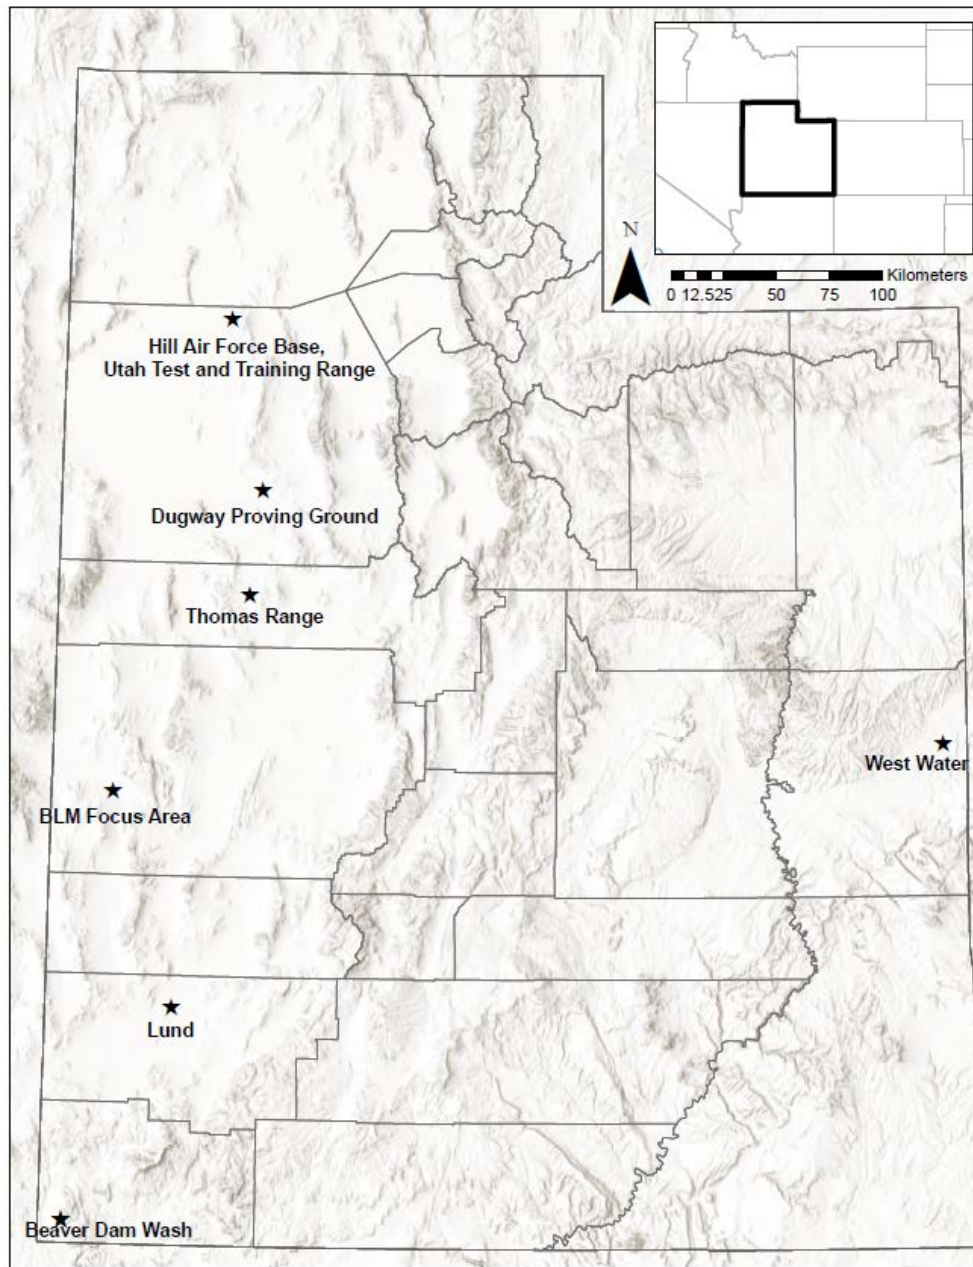 N
Kilometers
0 12.525 50 75 100
Hill Air Force Base,
Utah Test and Training Range
Dugway Proving Ground
Thomas Range
West Water
BLM Focus Area
Lund
Beaver Dam Wash